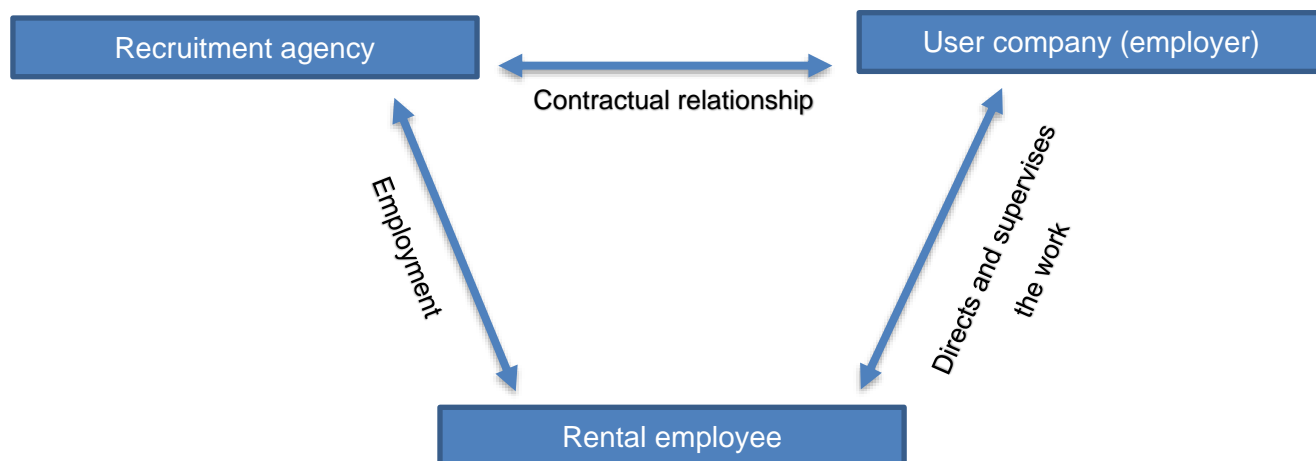 Recruitment agency
User company (employer)
Contractual relationship
Employment
Directs and supervises
the work
Rental employee